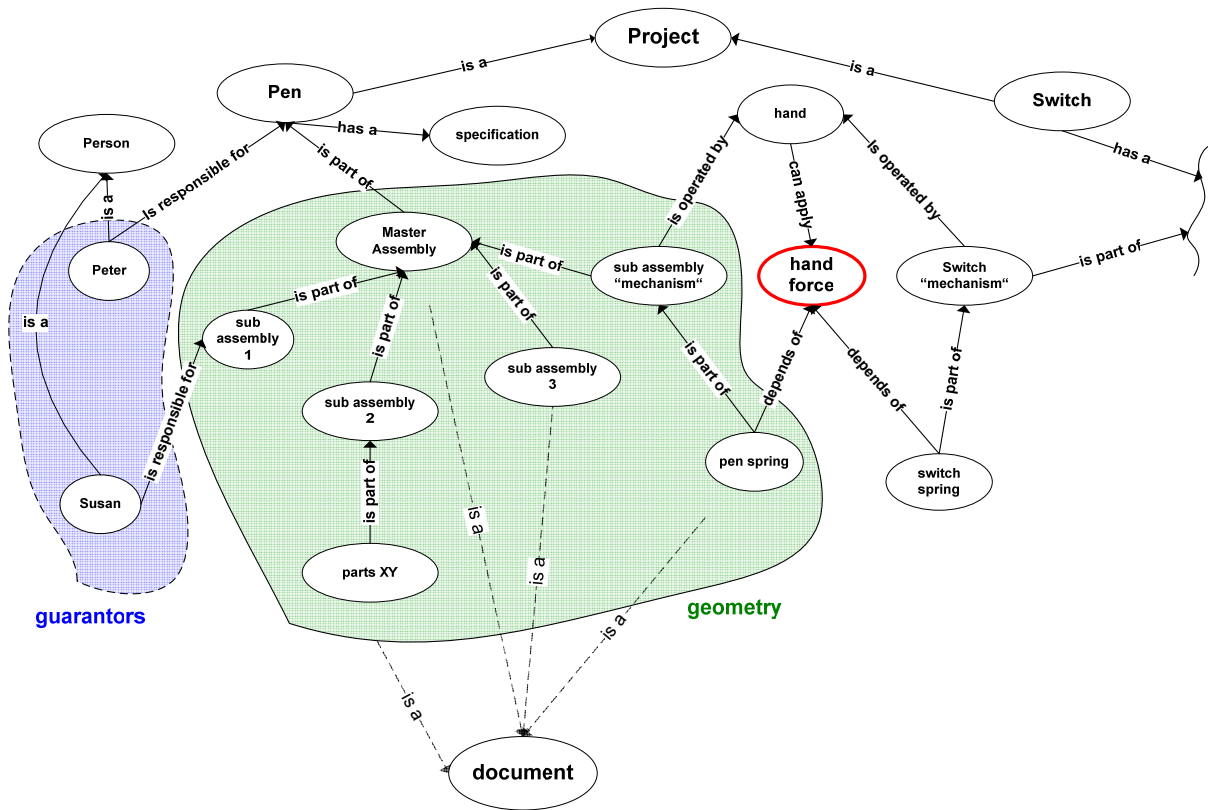 Project
is a
is a
Pen
Switch
has a
specification
hand
Person
has a
Is responsible for
is part of
is operated by
can apply
Is operated by
is a
Master
Assembly
is part of
Peter
is part of
sub assembly
“mechanism“
hand
force
Switch
“mechanism“
is part of
is part of
is a
sub
assembly
1
is part of
sub assembly
3
is responsible for
is part of
depends of
depends of
is part of
sub assembly
2
pen spring
switch
spring
is part of
Susan
is a
parts XY
is a
guarantors
geometry
is a
is a
document